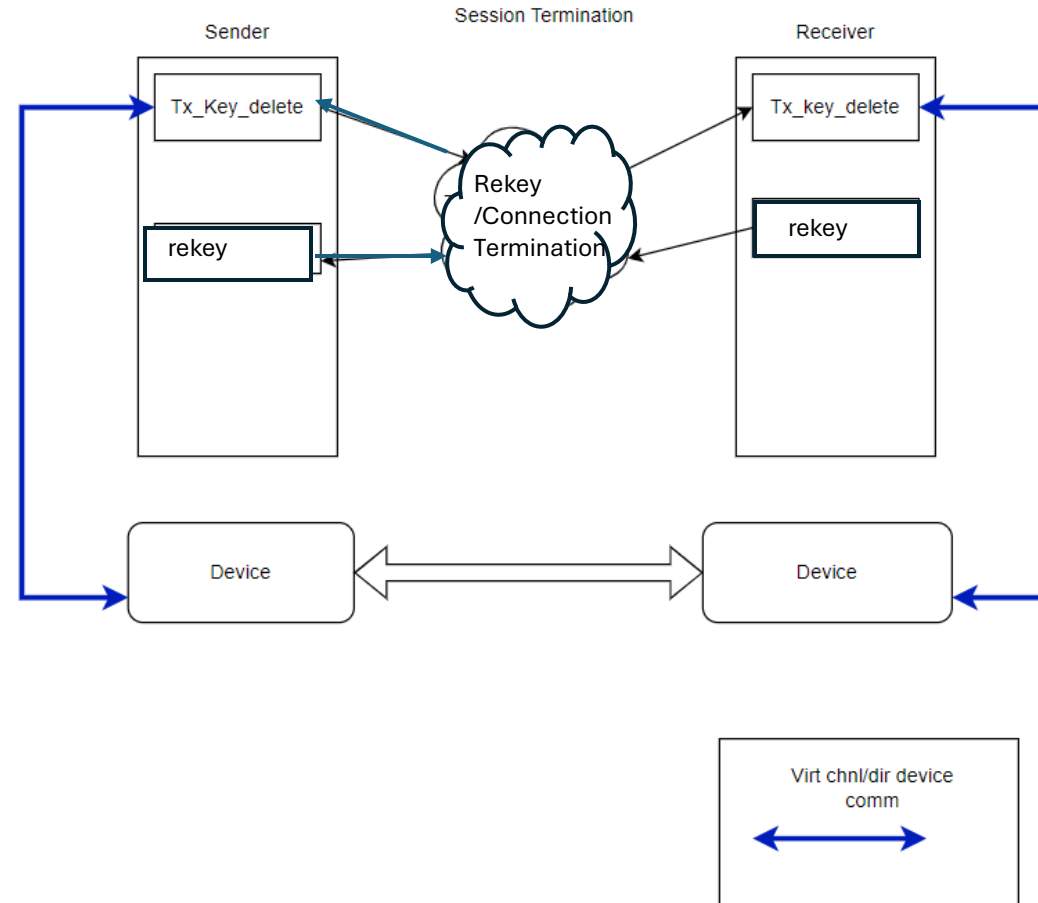 Session Termination
Sender
Receiver
Tx_Key_delete
Tx_key_delete
Rekey
/Connection
Termination
rekey
rekey
Device
Device
Virt chnl/dir device
comm